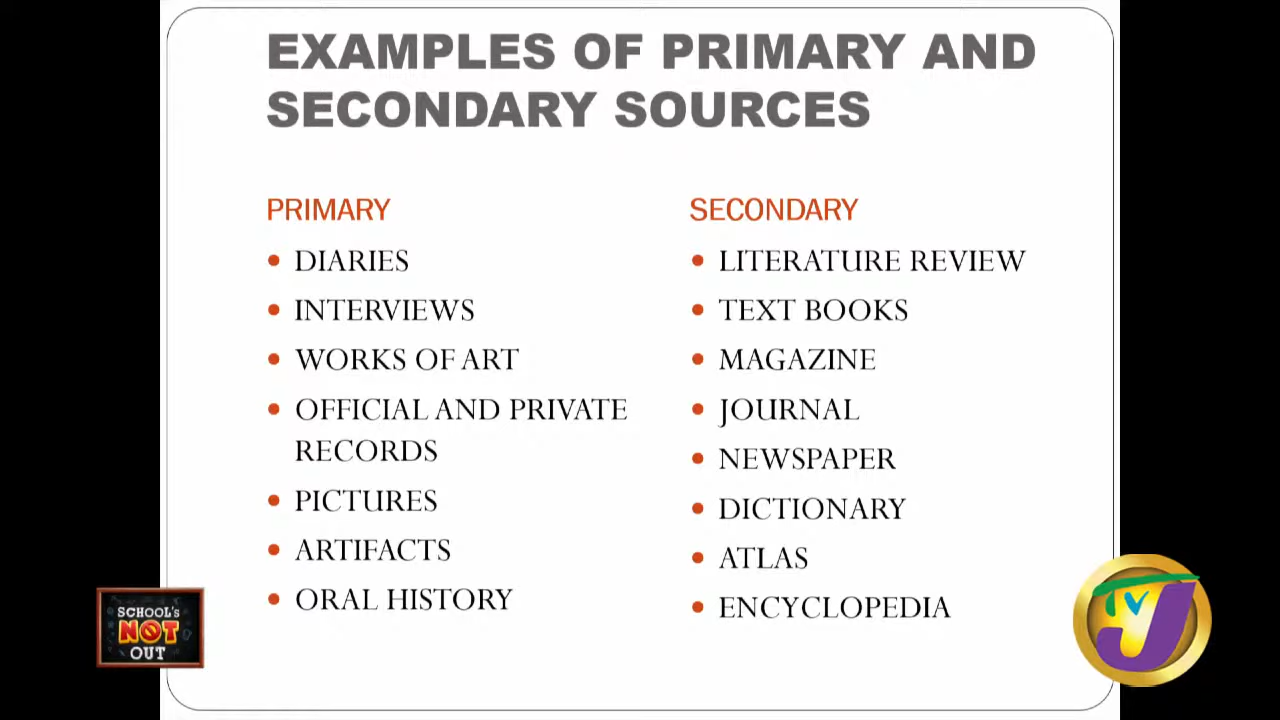 EXAMPLES OF PRIMARY AND
SECONDARY SOURCES
PRIMARY
• DIARIES
• INTERVIEWS
• WORKS OF ART
• OFFICIAL AND PRIVATE
RECORDS
• PICTURES
• ARTIFACTS
• ORAL HISTORY
SECONDARY
• LITERATURE REVIEW
• TEXT BOOKS
• MAGAZINE
• JOURNAL
• NEWSPAPER
• DICTIONARY
• ATLAS
• ENCYCLOPEDIA
SCHOOL'S
NOT
OUT
TVJ